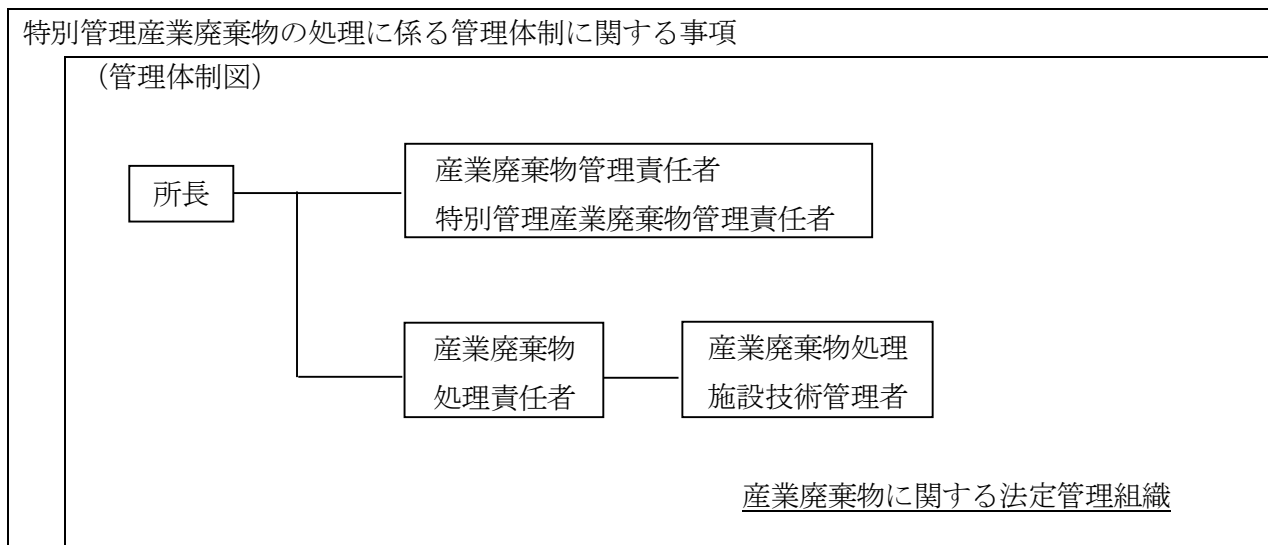 特別管理産業廃棄物の処理に係る管理体制に関する事項
（管理体制図）
所長
産業廃棄物管理責任者
特別管理産業廃棄物管理責任者
産業廃棄物
処理責任者
産業廃棄物処理
施設技術管理者
産業廃棄物に関する法定管理組織